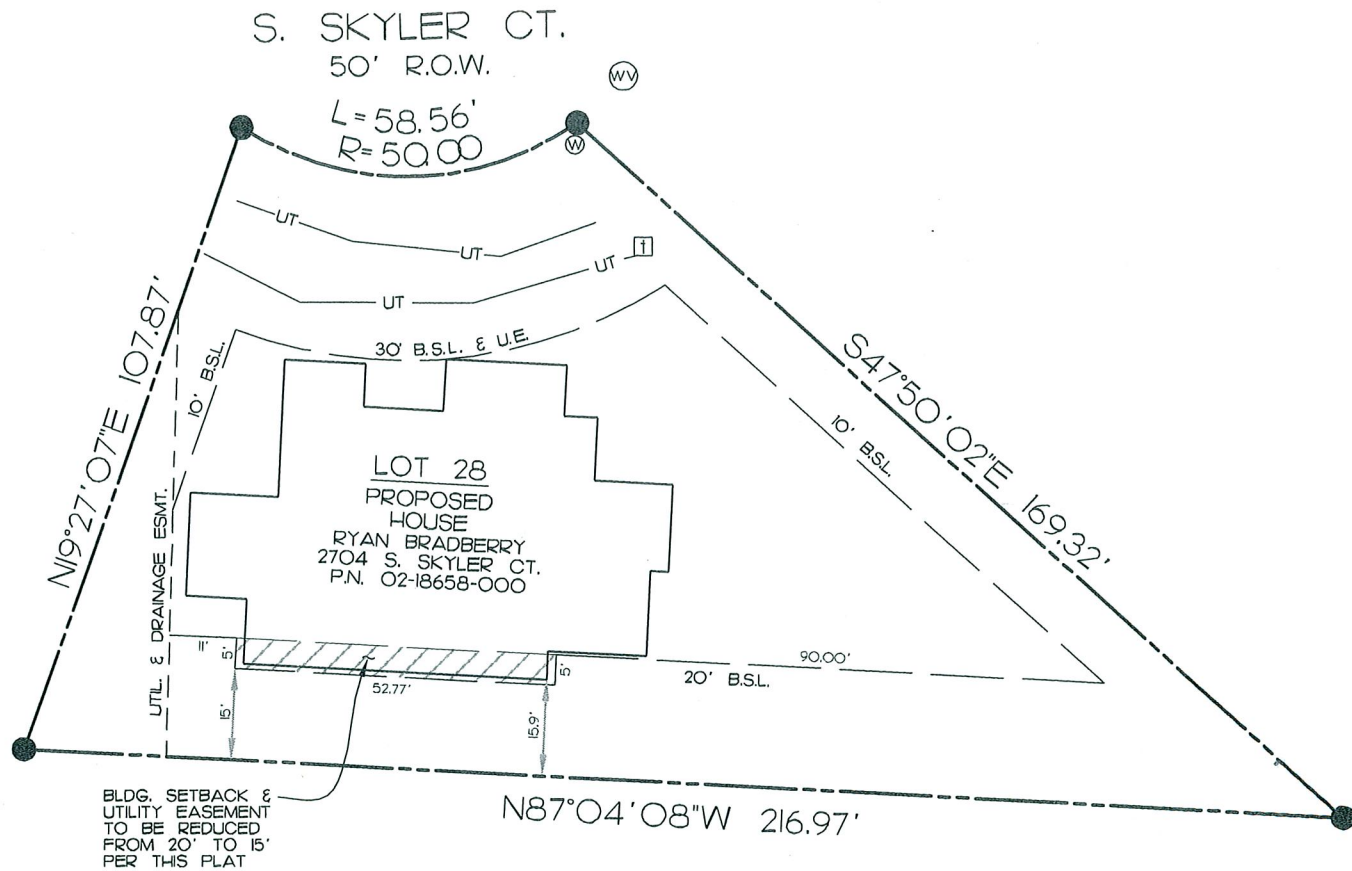 S. SKYLER CT.
50' R.O.W.
WV
L=58.56'
R=50.00
W
UT
UT
UT
UT
t
N19°27'07"E 107.87'
10' B.S.L.
30' B.S.L. & U.E.
S47°50'02"E 169.32'
10' B.S.L.
LOT 28
PROPOSED
HOUSE
RYAN BRADBERRY
2704 S. SKYLER CT.
P.N. 02-18658-000
UTIL. & DRAINAGE ESMT.
11'
5'
5'
90.00'
20' B.S.L.
52.77'
15'
15.9'
BLDG. SETBACK &
UTILITY EASEMENT
TO BE REDUCED
FROM 20' TO 15'
PER THIS PLAT
N87°04'08"W 216.97'